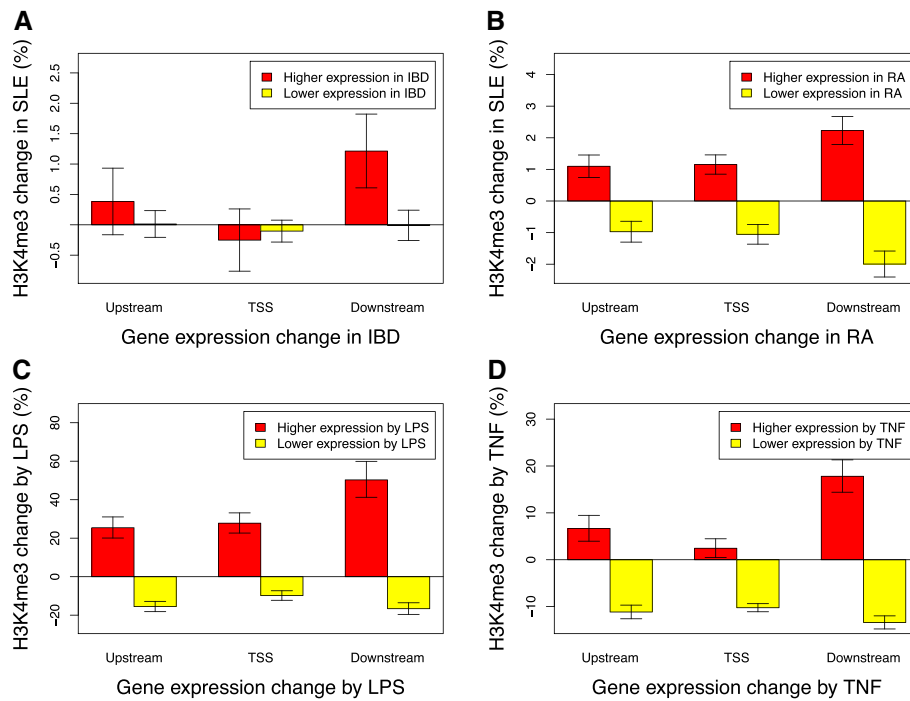 A
H3K4me3 change in SLE (%)
2.5
2.0
1.5
1.0
0.5
−0.5
Higher expression in IBD
Lower expression in IBD
Upstream TSS Downstream
Gene expression change in IBD
B
H3K4me3 change in SLE (%)
4
3
2
1
0
−1
−2
Higher expression in RA
Lower expression in RA
Upstream TSS Downstream
Gene expression change in RA
C
H3K4me3 change by LPS (%)
80
60
40
20
0
−20
Higher expression by LPS
Lower expression by LPS
Upstream TSS Downstream
Gene expression change by LPS
D
H3K4me3 change by TNF (%)
30
20
10
0
−10
Higher expression by TNF
Lower expression by TNF
Upstream TSS Downstream
Gene expression change by TNF